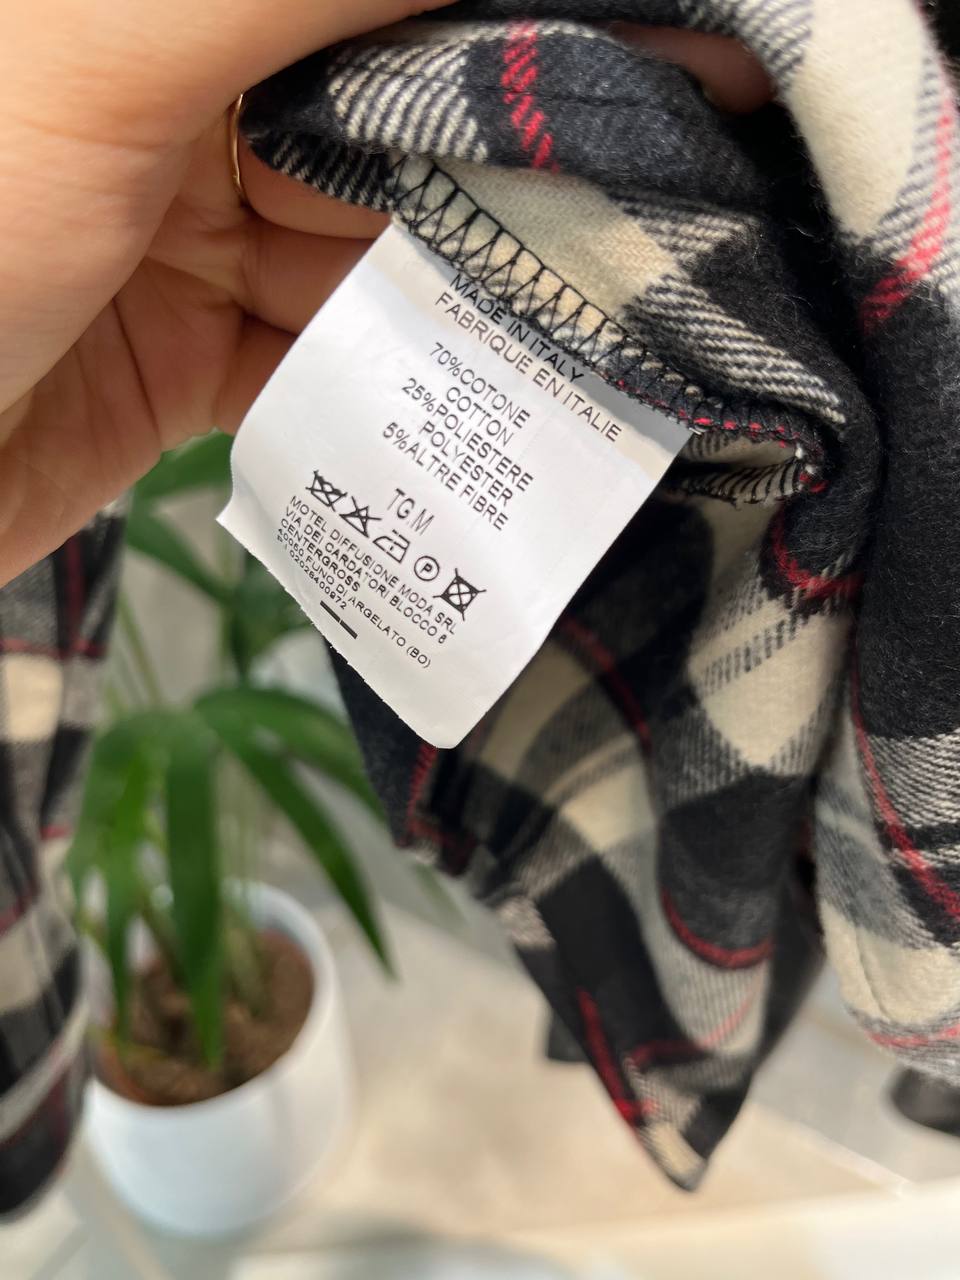 MADE IN ITALY
FABRIQUE EN ITALIE
70%COTONE
COTTON
25%POLIESTERE
POLYESTER
5%ALTRE FIBRE
TG.M
P
MOTEL DIFFUSIONE MODA SRL
VIA DEI CARDATORI BLOCCO 6
CENTERGROSS
40050 FUNO DI ARGELATO (BO)